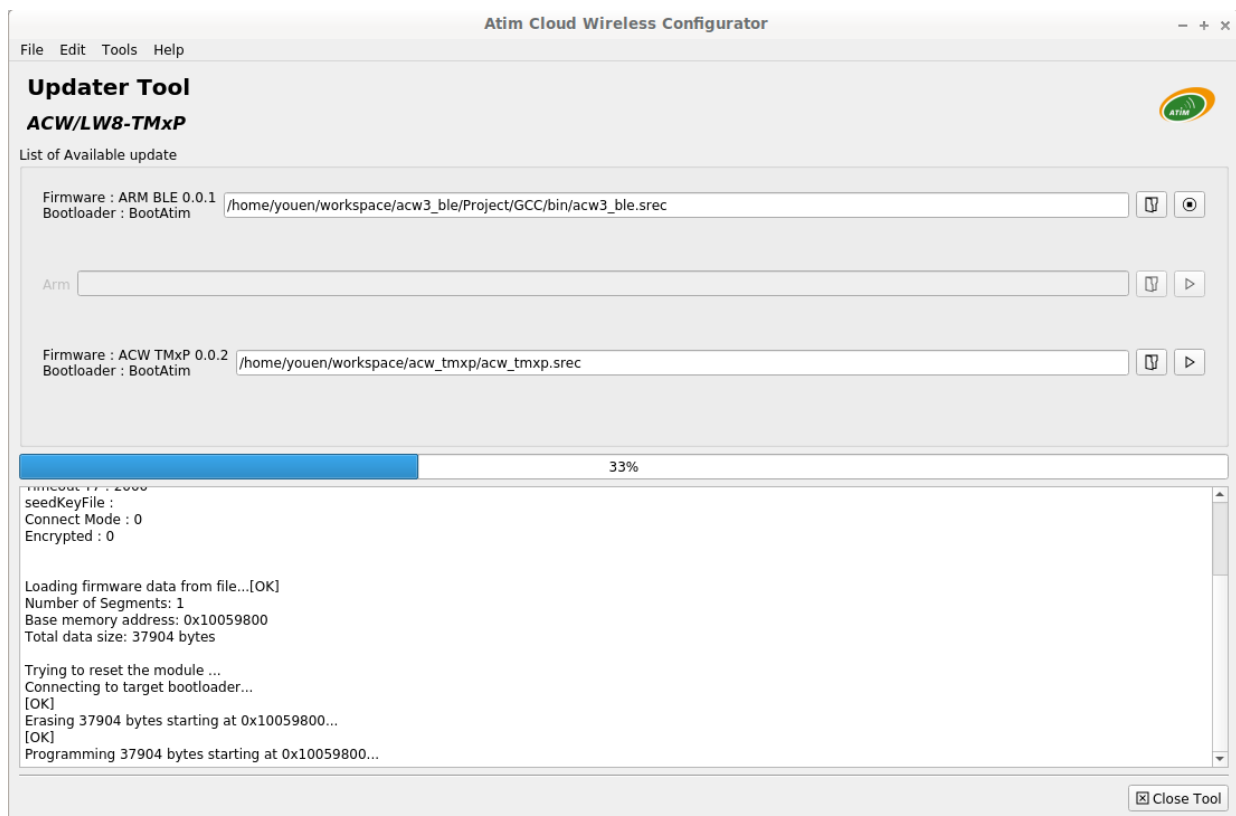 Atim Cloud Wireless Configurator
File Edit Tools Help
Updater Tool
ACW/LW8-TMxP
ATIM
List of Available update
Firmware : ARM BLE 0.0.1
Bootloader : BootAtim
/home/youen/workspace/acw3_ble/Project/GCC/bin/acw3_ble.srec
Arm
Firmware : ACW TMxP 0.0.2
Bootloader : BootAtim
/home/youen/workspace/acw_tmxp/acw_tmxp.srec
33%
Timeout T7 : 2000
seedKeyFile :
Connect Mode : 0
Encrypted : 0
Loading firmware data from file...[OK]
Number of Segments: 1
Base memory address: 0x10059800
Total data size: 37904 bytes
Trying to reset the module ...
Connecting to target bootloader...
[OK]
Erasing 37904 bytes starting at 0x10059800...
[OK]
Programming 37904 bytes starting at 0x10059800...
Close Tool